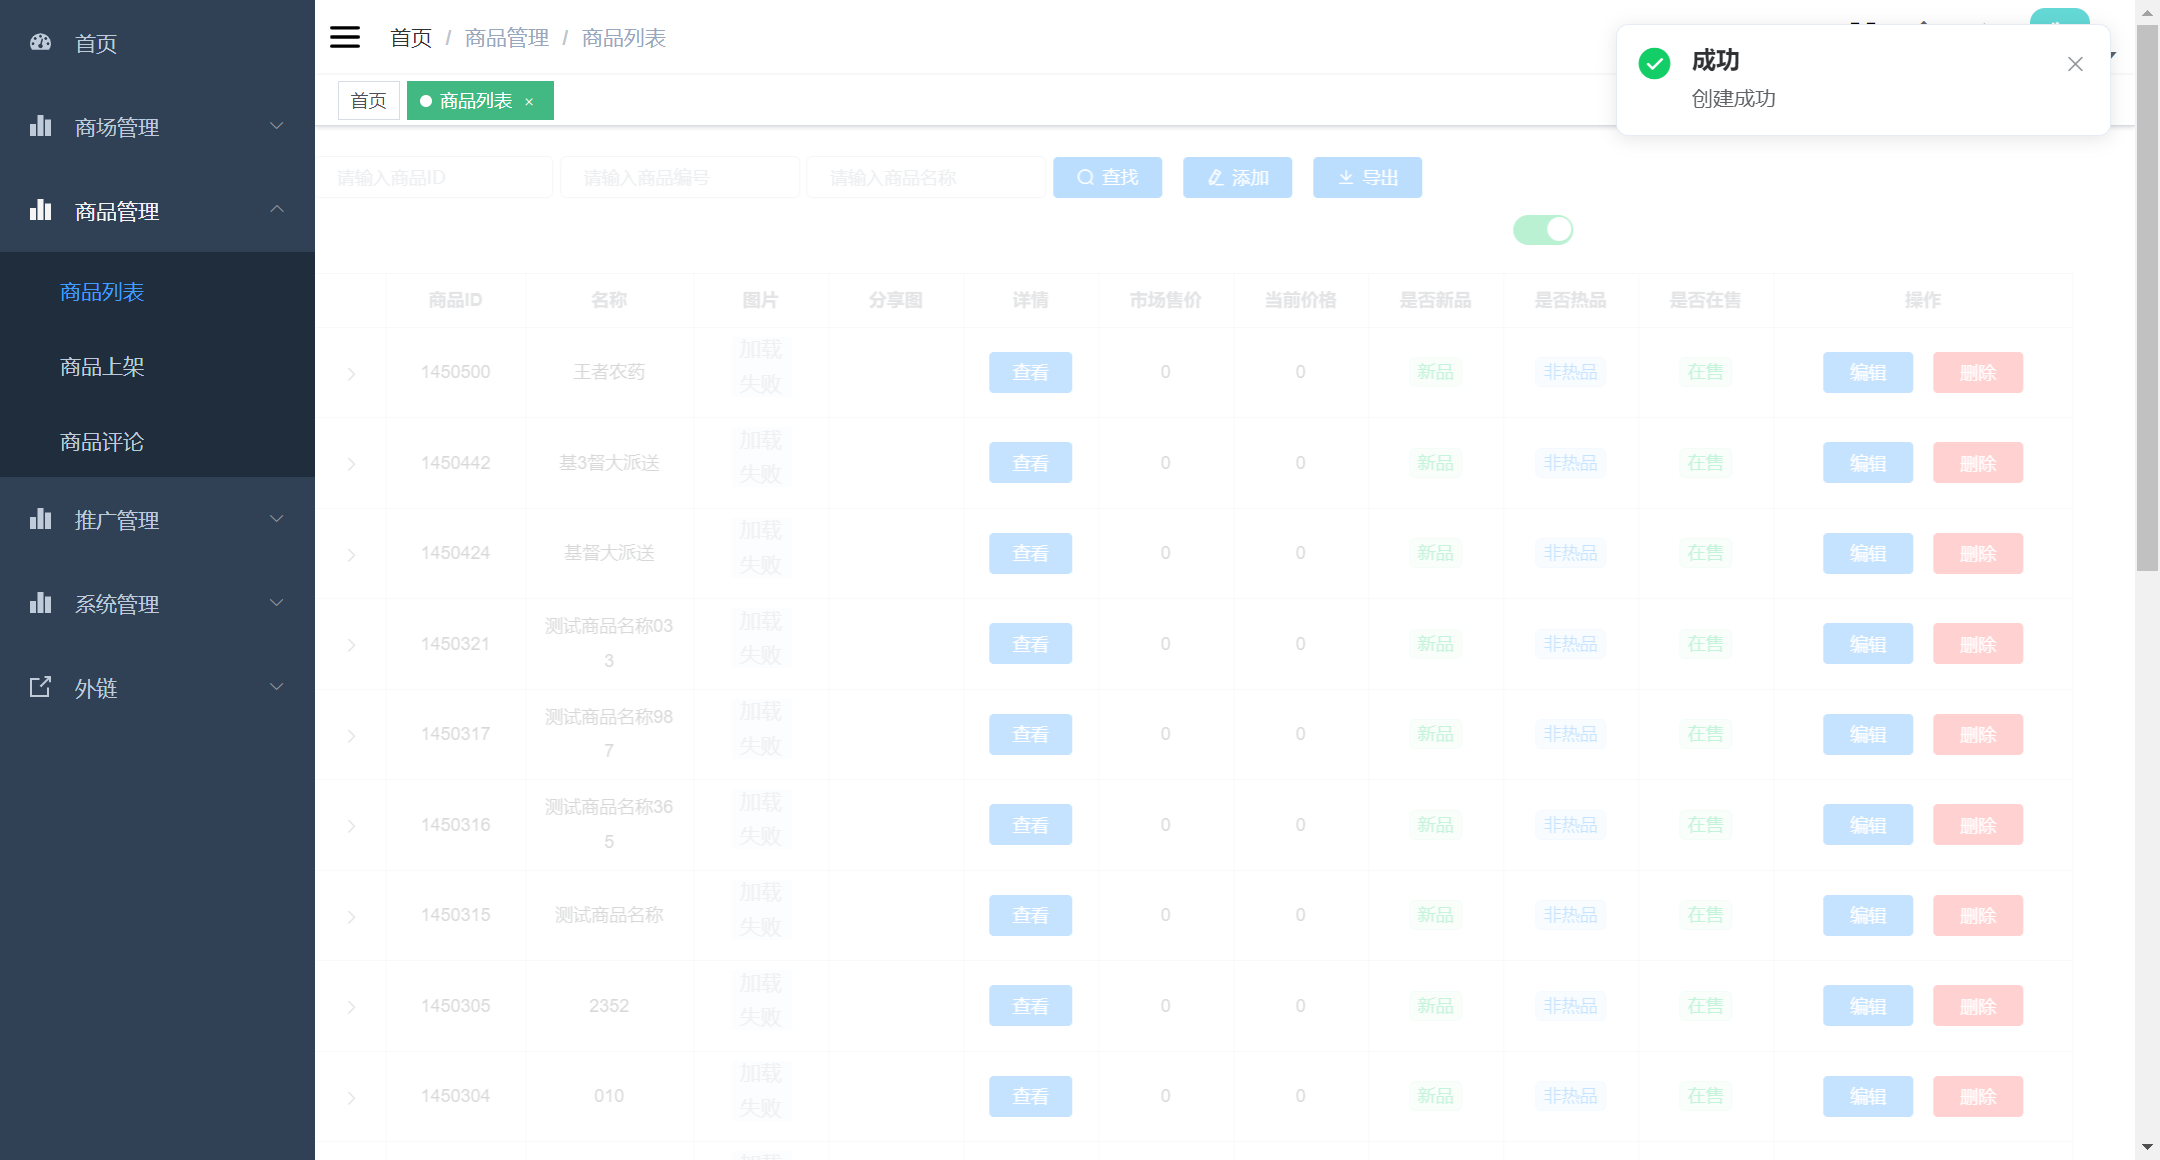 首页
商场管理
商品管理
商品列表
商品上架
商品评论
推广管理
系统管理
外链
首页 / 商品管理 / 商品列表
首页 商品列表 ×
成功
创建成功
请输入商品ID 请输入商品编号 请输入商品名称 查找 添加 导出
商品ID 名称 图片 分享图 详情 市场售价 当前价格 是否新品 是否热品 是否在售 操作
1450500 王者农药 加载失败 查看 0 0 新品 非热品 在售 编辑 删除
1450442 基3督大派送 加载失败 查看 0 0 新品 非热品 在售 编辑 删除
1450424 基督大派送 加载失败 查看 0 0 新品 非热品 在售 编辑 删除
1450321 测试商品名称033 加载失败 查看 0 0 新品 非热品 在售 编辑 删除
1450317 测试商品名称987 加载失败 查看 0 0 新品 非热品 在售 编辑 删除
1450316 测试商品名称365 加载失败 查看 0 0 新品 非热品 在售 编辑 删除
1450315 测试商品名称 加载失败 查看 0 0 新品 非热品 在售 编辑 删除
1450305 2352 加载失败 查看 0 0 新品 非热品 在售 编辑 删除
1450304 010 加载失败 查看 0 0 新品 非热品 在售 编辑 删除